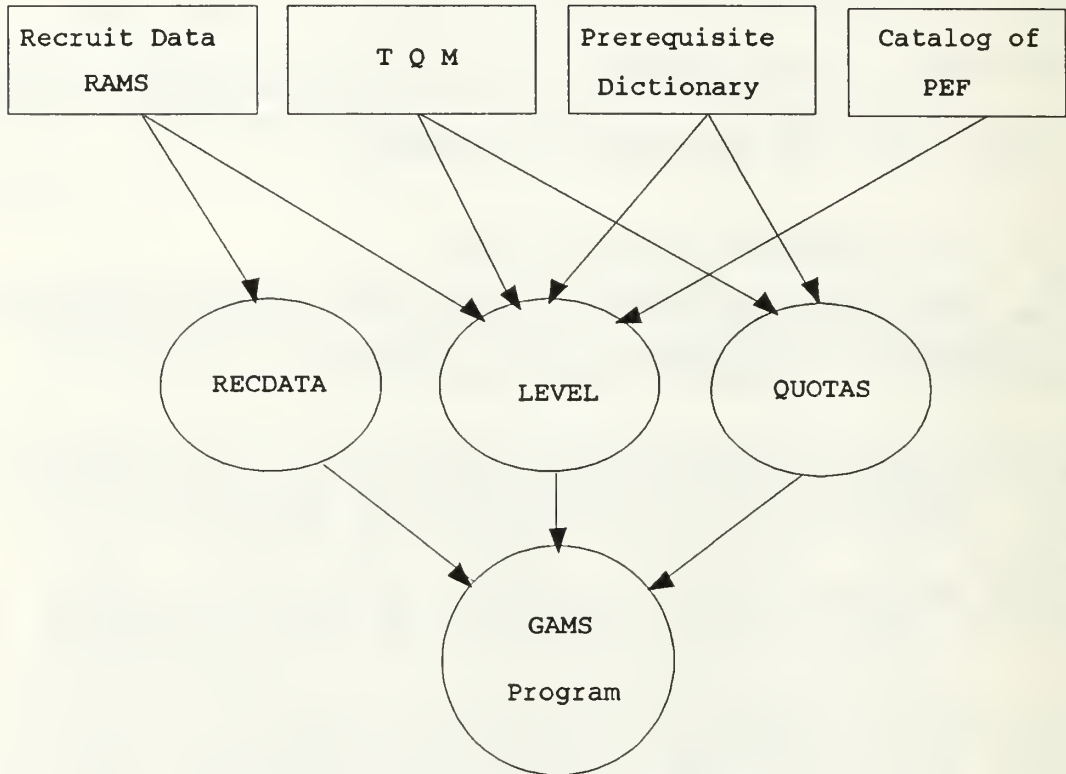 Recruit Data
RAMS
T Q M
Prerequisite
Dictionary
Catalog of
PEF
RECDATA
LEVEL
QUOTAS
GAMS
Program